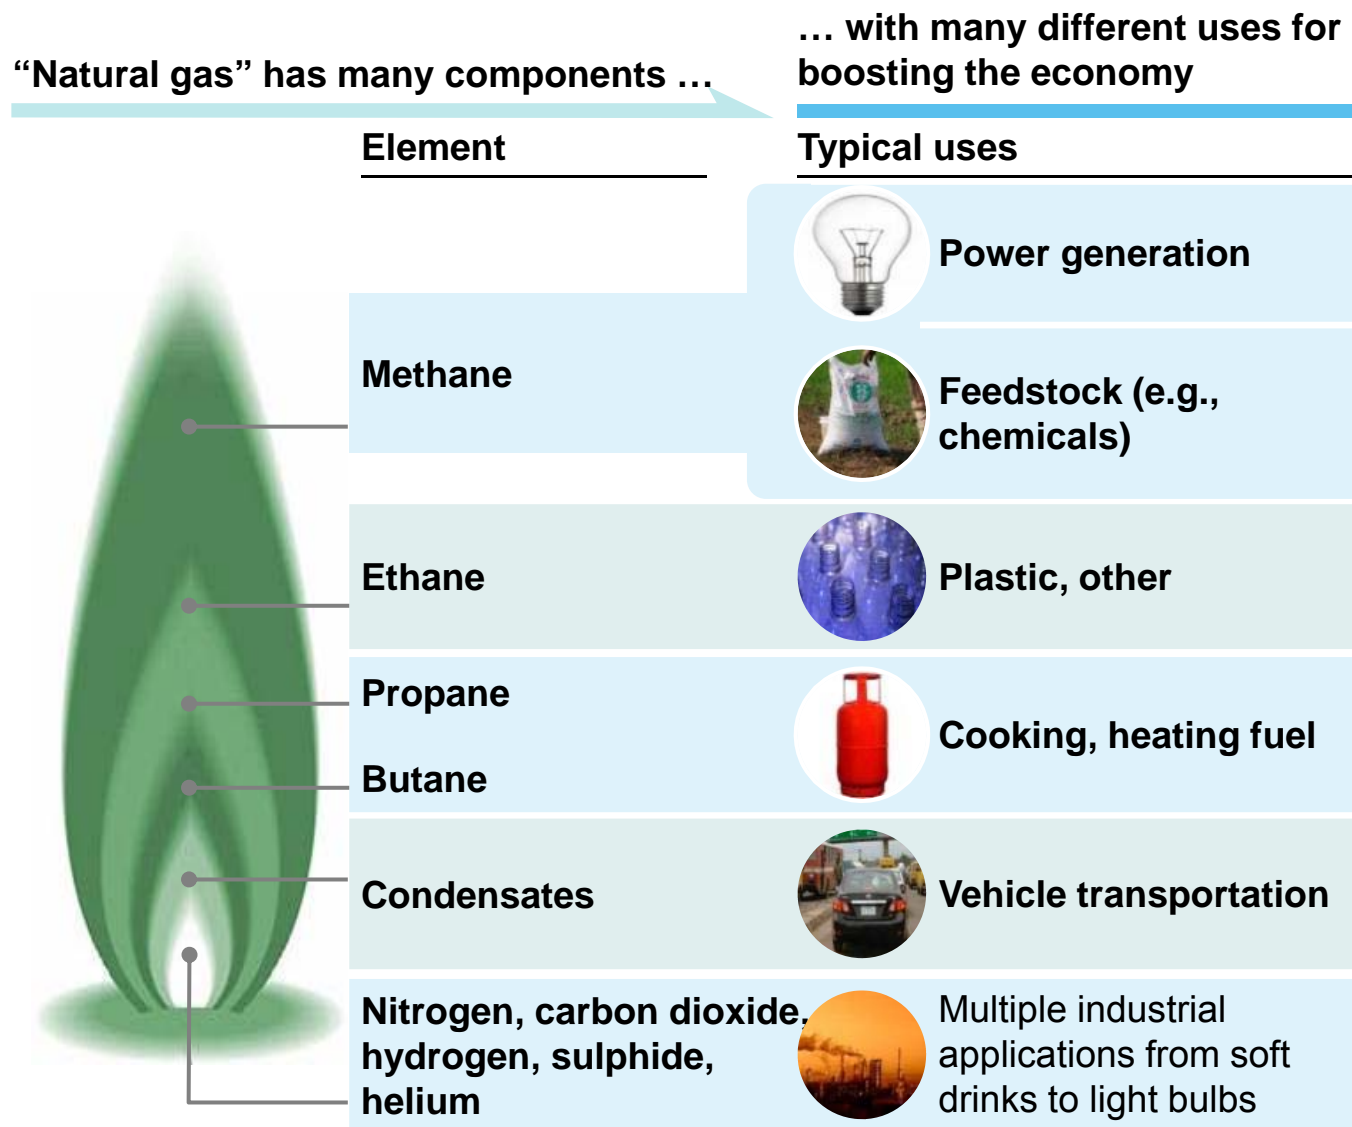 “Natural gas” has many components …
… with many different uses for
boosting the economy
Element
Typical uses
Methane
Power generation
Feedstock (e.g.,
chemicals)
Ethane
Plastic, other
Propane
Butane
Cooking, heating fuel
Condensates
Vehicle transportation
Nitrogen, carbon dioxide,
hydrogen, sulphide,
helium
Multiple industrial
applications from soft
drinks to light bulbs